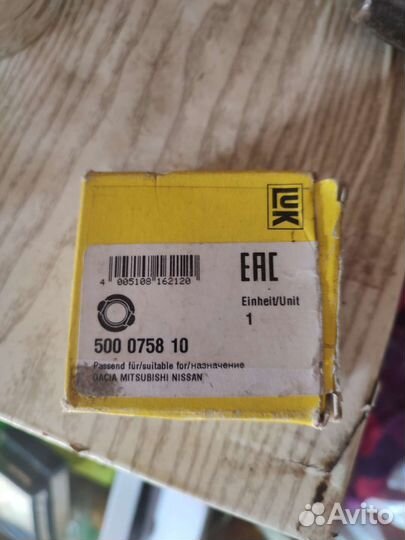 LUK
4 005108 162120
EAC
Einheit/Unit
1
500 0758 10
Passend für/suitable for/назначение
DACIA MITSUBISHI NISSAN
Avito